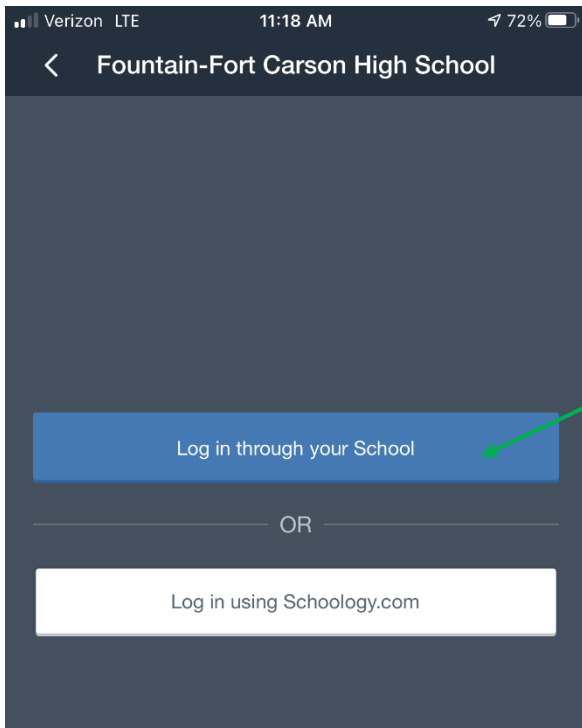 Verizon LTE 11:18 AM 72%
Fountain-Fort Carson High School
Log in through your School
OR
Log in using Schoology.com